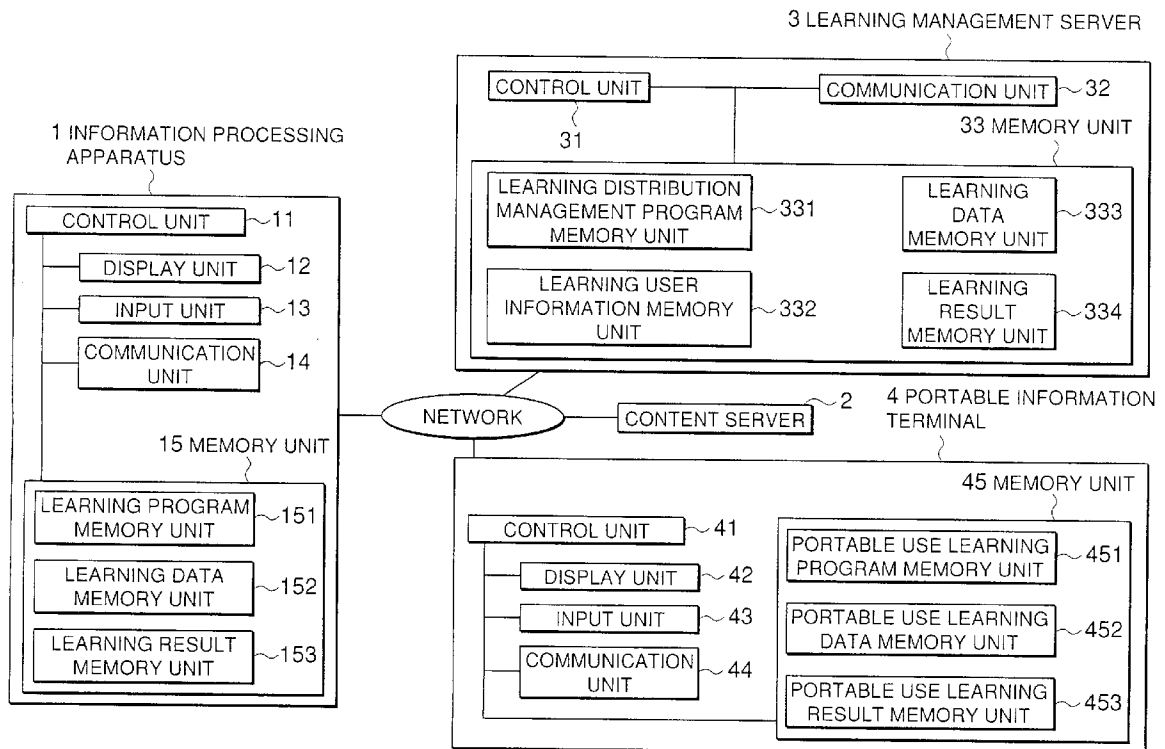 3 LEARNING MANAGEMENT SERVER
CONTROL UNIT
31
COMMUNICATION UNIT
32
33 MEMORY UNIT
LEARNING DISTRIBUTION
MANAGEMENT PROGRAM
MEMORY UNIT
331
LEARNING
DATA
MEMORY UNIT
333
LEARNING USER
INFORMATION MEMORY
UNIT
332
LEARNING
RESULT
MEMORY UNIT
334
1 INFORMATION PROCESSING
APPARATUS
CONTROL UNIT
11
DISPLAY UNIT
12
INPUT UNIT
13
COMMUNICATION
UNIT
14
15 MEMORY UNIT
LEARNING PROGRAM
MEMORY UNIT
151
LEARNING DATA
MEMORY UNIT
152
LEARNING RESULT
MEMORY UNIT
153
NETWORK
CONTENT SERVER
2
4 PORTABLE INFORMATION
TERMINAL
CONTROL UNIT
41
DISPLAY UNIT
42
INPUT UNIT
43
COMMUNICATION
UNIT
44
45 MEMORY UNIT
PORTABLE USE LEARNING
PROGRAM MEMORY UNIT
451
PORTABLE USE LEARNING
DATA MEMORY UNIT
452
PORTABLE USE LEARNING
RESULT MEMORY UNIT
453